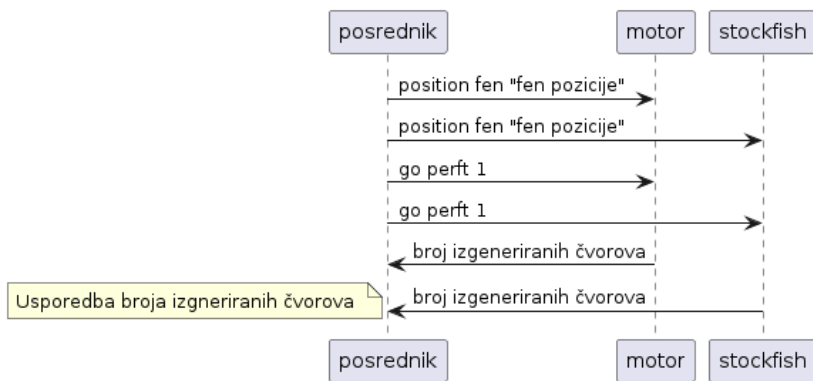 posrednik motor stockfish
position fen "fen pozicije"
position fen "fen pozicije"
go perft 1
go perft 1
broj izgeneriranih čvorova
Usporedba broja izgneriranih čvorova broj izgeneriranih čvorova
posrednik motor stockfish